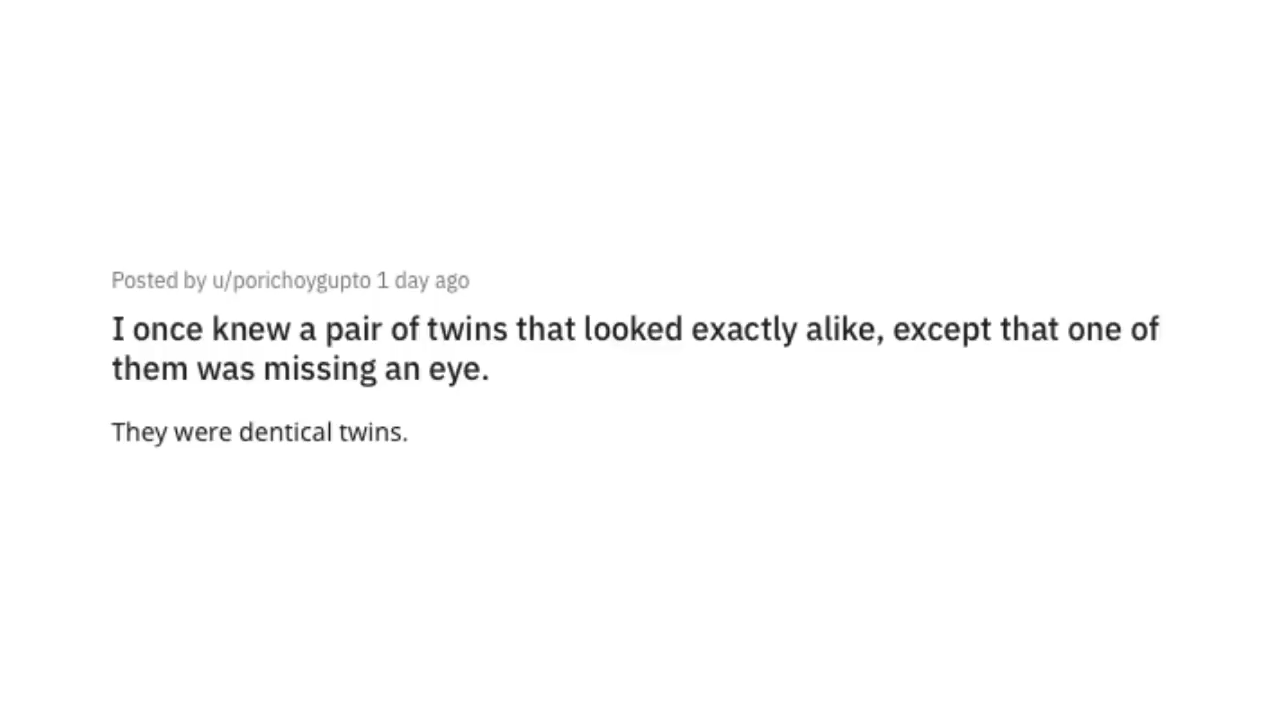 Posted by u/porichoygupto 1 day ago
I once knew a pair of twins that looked exactly alike, except that one of
them was missing an eye.
They were dentical twins.